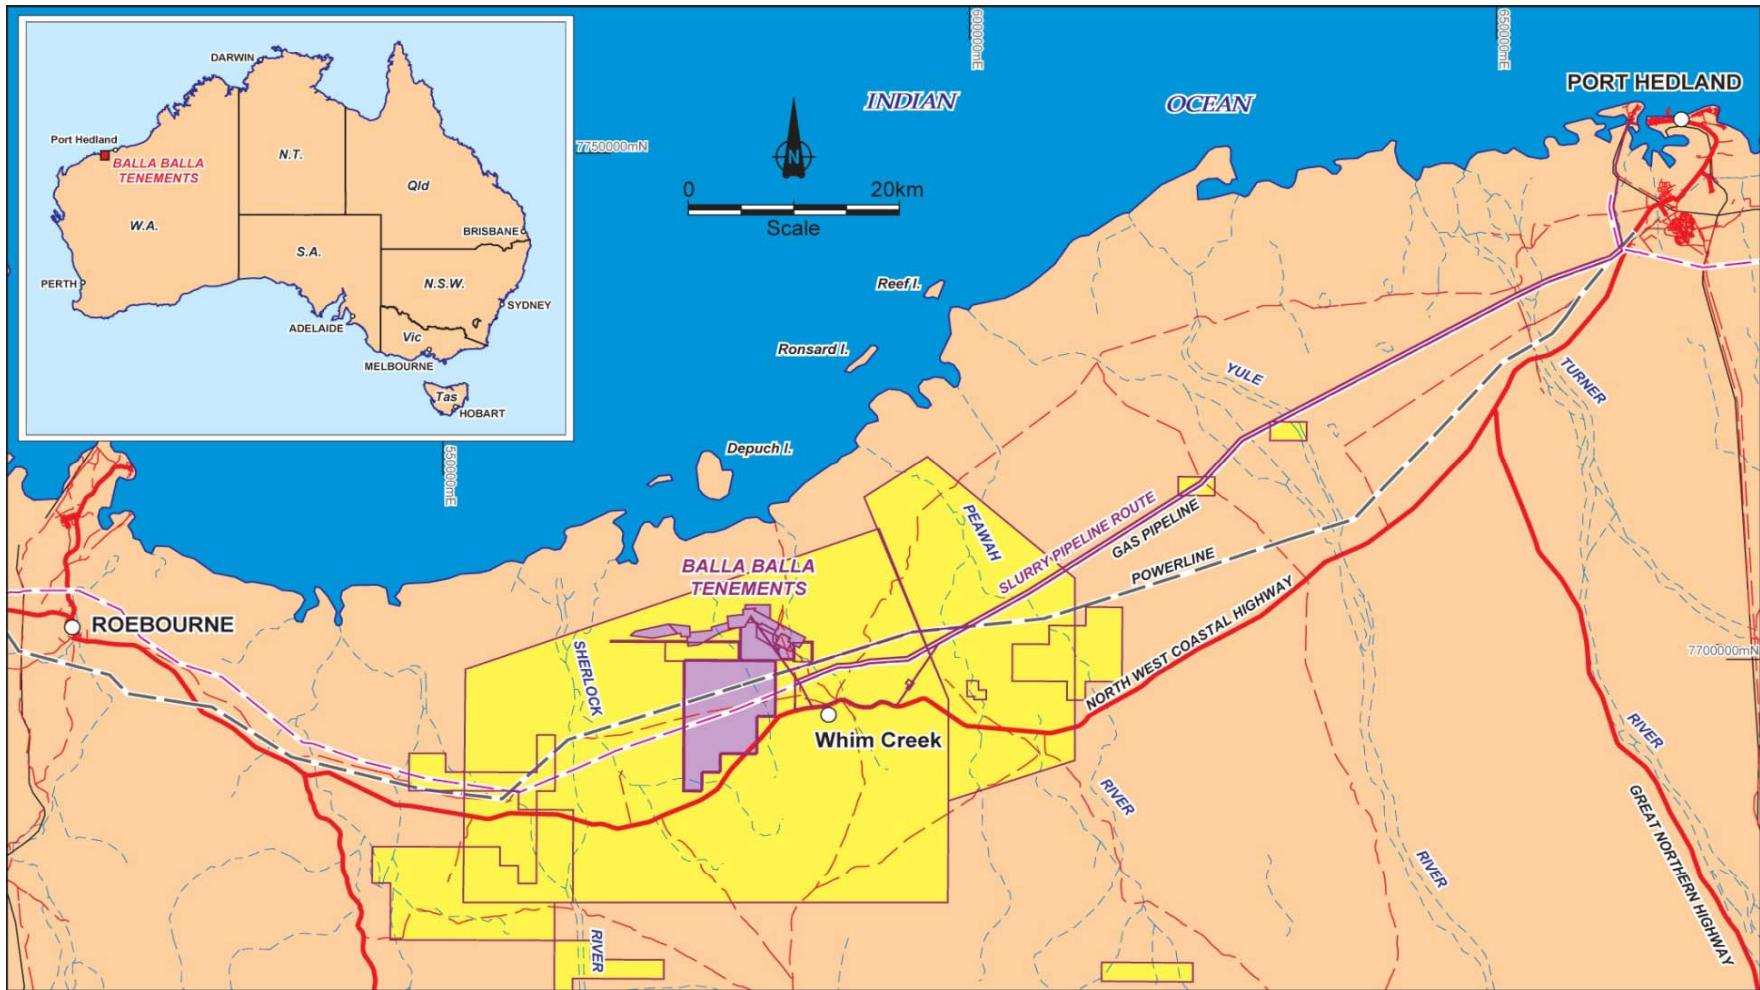 DARWIN
Port Hedland
BALLA BALLA
TENEMENTS
N.T.
Qld
W.A.
S.A.
BRISBANE
PERTH
N.S.W.
SYDNEY
ADELAIDE
Vic
MELBOURNE
Tas
HOBART
600000mE
650000mE
PORT HEDLAND
INDIAN
OCEAN
7750000mN
N
0
20km
Scale
Reef I.
Ronsard I.
YULE
TURNER
Depuch I.
550000mE
PEAWAH
SLURRY PIPELINE ROUTE
GAS PIPELINE
POWERLINE
BALLA BALLA
TENEMENTS
ROEBOURNE
SHERLOCK
NORTH WEST COASTAL HIGHWAY
7700000mN
Whim Creek
RIVER
RIVER
RIVER
GREAT NORTHERN HIGHWAY
RIVER